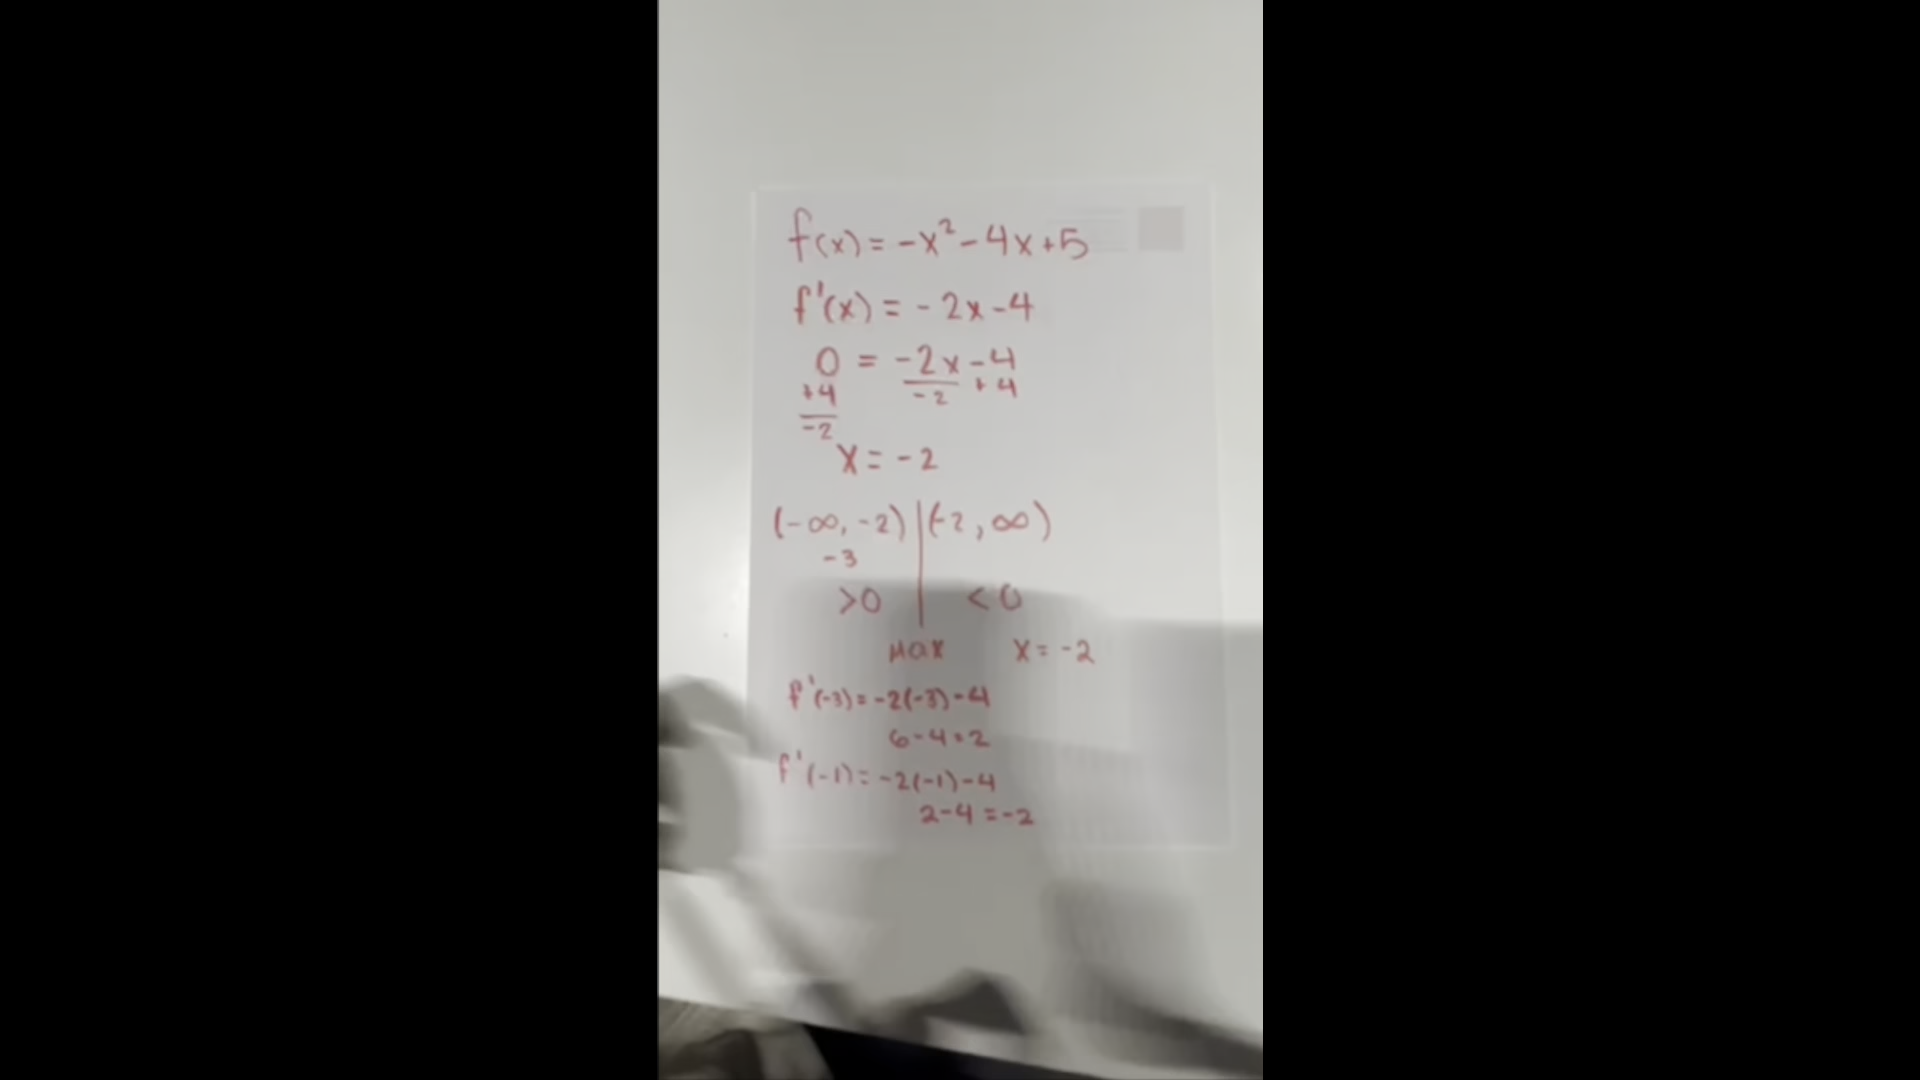 f(x) = -x² - 4x + 5
f'(x) = - 2x - 4
0 = -2x - 4
+4 -2 + 4
-2
X = - 2
(-∞, -2) | (-2, ∞)
-3
>0 | < 0
Max X = -2
f'(-3) = -2(-3) - 4
6 - 4 = 2
f'(-1) = -2(-1) - 4
2 - 4 = -2